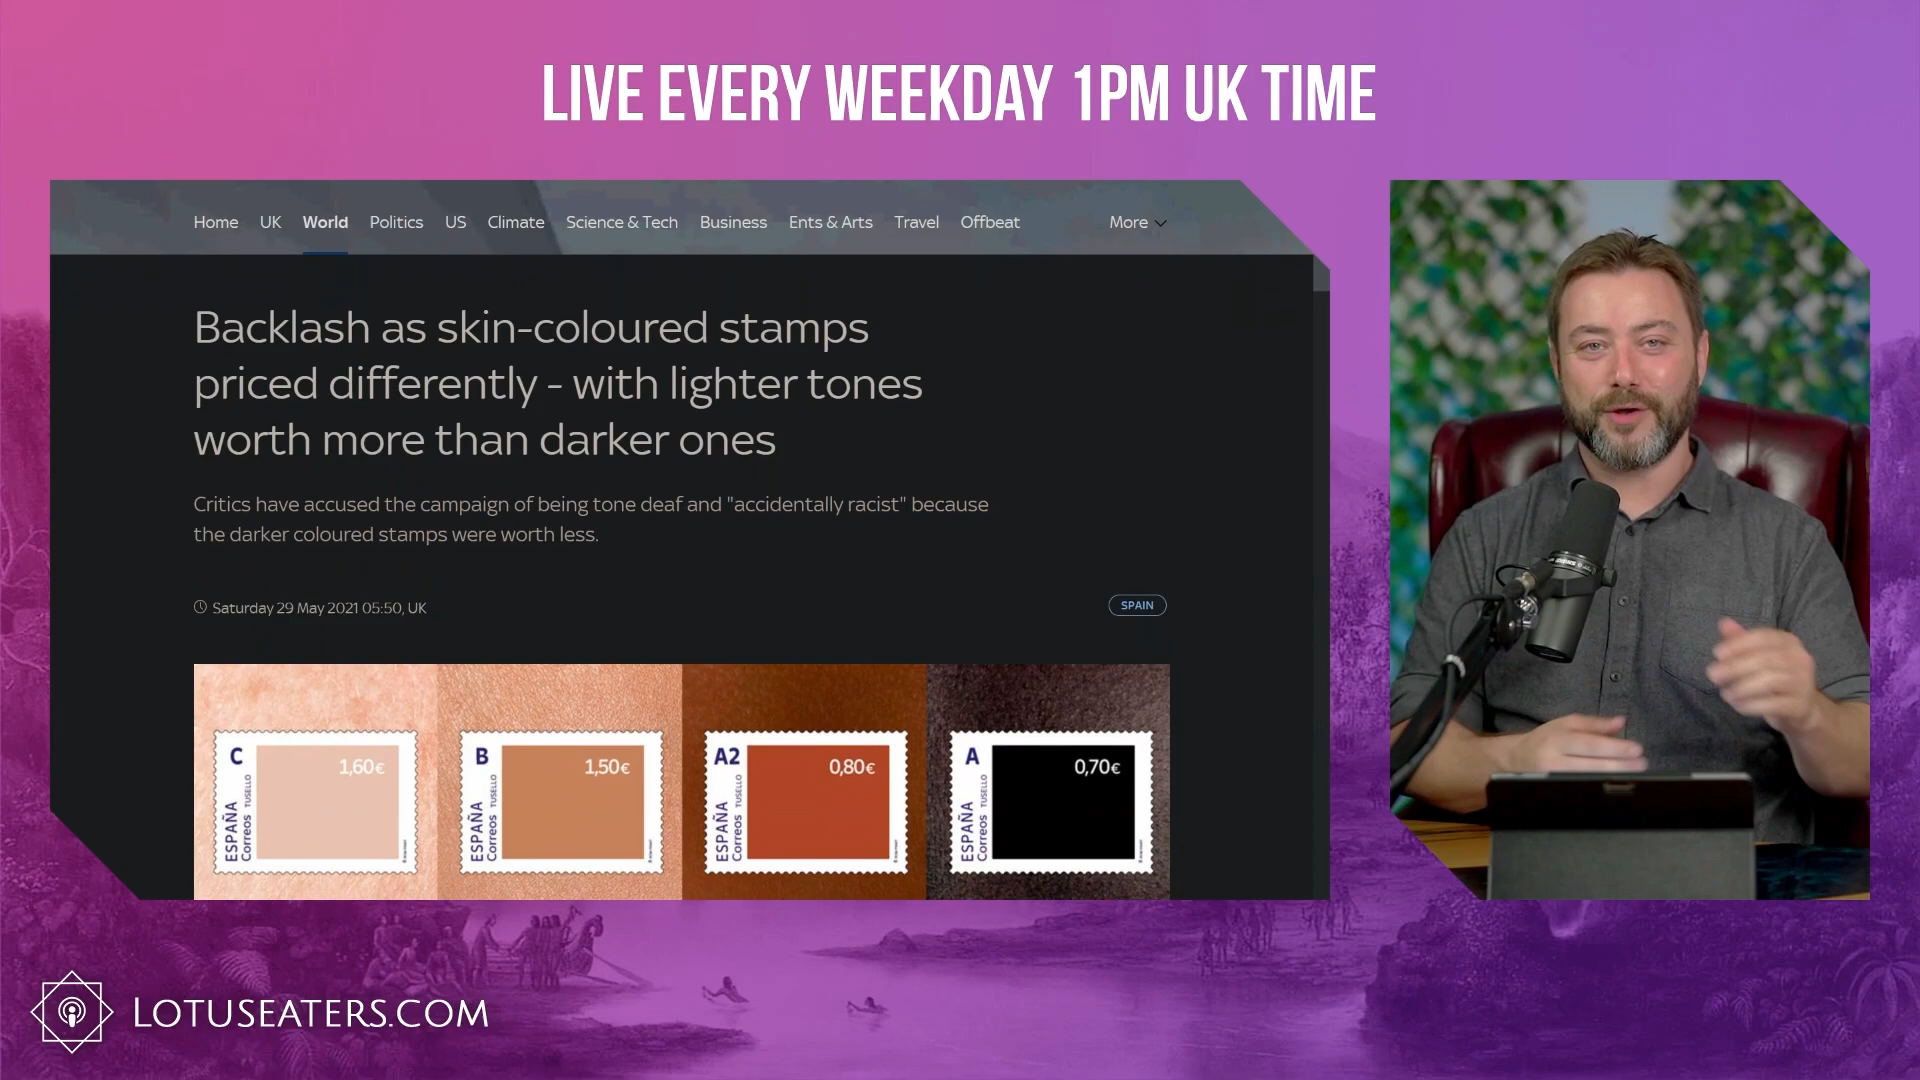 LIVE EVERY WEEKDAY 1PM UK TIME
Home UK World Politics US Climate Science & Tech Business Ents & Arts Travel Offbeat More
Backlash as skin-coloured stamps
priced differently - with lighter tones
worth more than darker ones
Critics have accused the campaign of being tone deaf and "accidentally racist" because
the darker coloured stamps were worth less.
Saturday 29 May 2021 05:50, UK
SPAIN
C
1,60€
ESPAÑA
Correos TUSELLO
B
1,50€
ESPAÑA
Correos TUSELLO
A2
0,80€
ESPAÑA
Correos TUSELLO
A
0,70€
ESPAÑA
Correos TUSELLO
LOTUSEATERS.COM